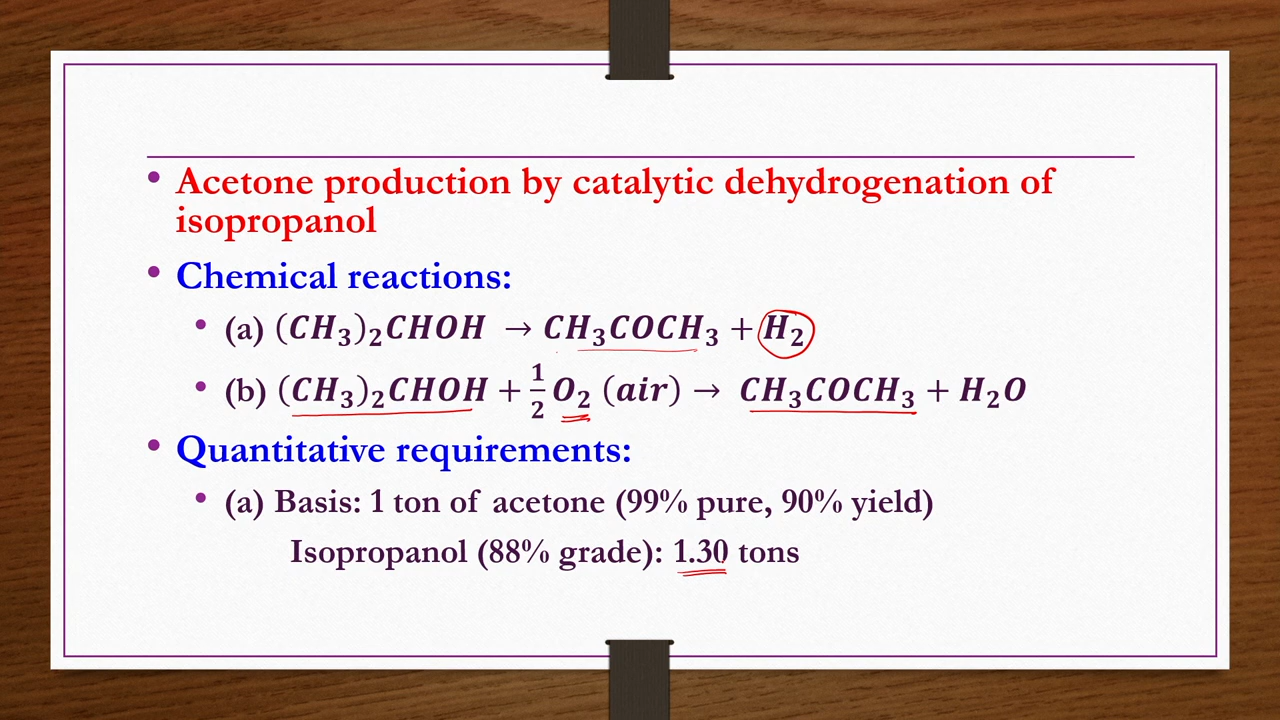 • Acetone production by catalytic dehydrogenation of
isopropanol
• Chemical reactions:
• (a) (CH₃)₂CHOH → CH₃COCH₃ + H₂
• (b) (CH₃)₂CHOH + 1/2 O₂ (air) → CH₃COCH₃ + H₂O
• Quantitative requirements:
• (a) Basis: 1 ton of acetone (99% pure, 90% yield)
Isopropanol (88% grade): 1.30 tons